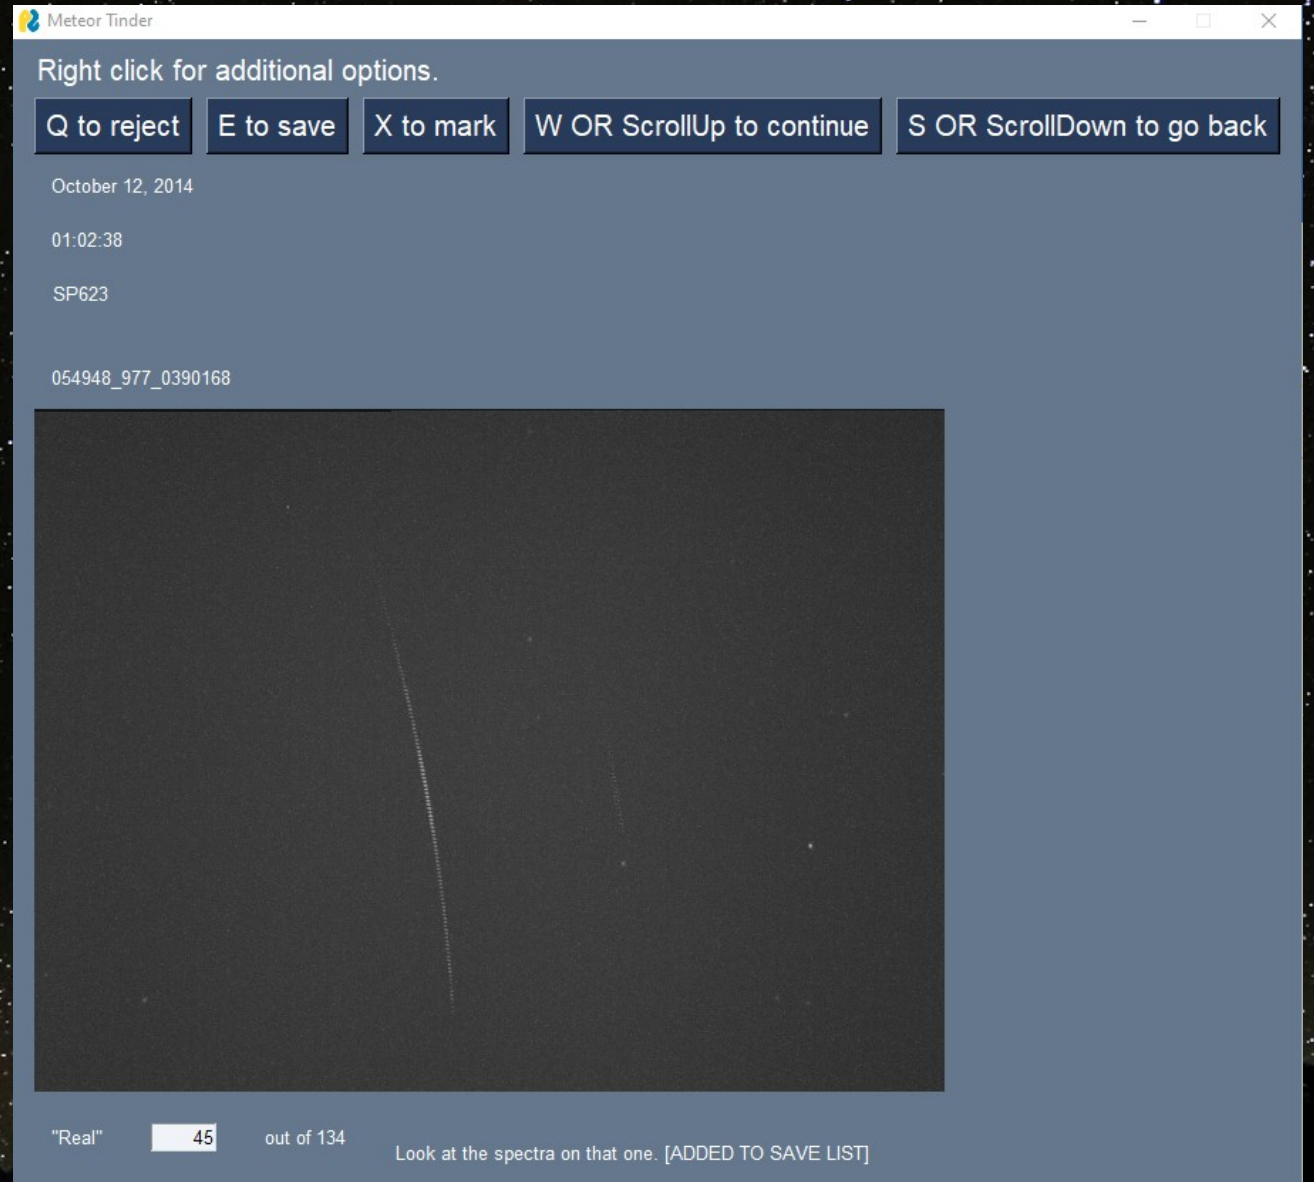 Meteor Tinder
Right click for additional options.
Q to reject E to save X to mark W OR ScrollUp to continue S OR ScrollDown to go back
October 12, 2014
01:02:38
SP623
054948_977_0390168
"Real" 45 out of 134
Look at the spectra on that one. [ADDED TO SAVE LIST]